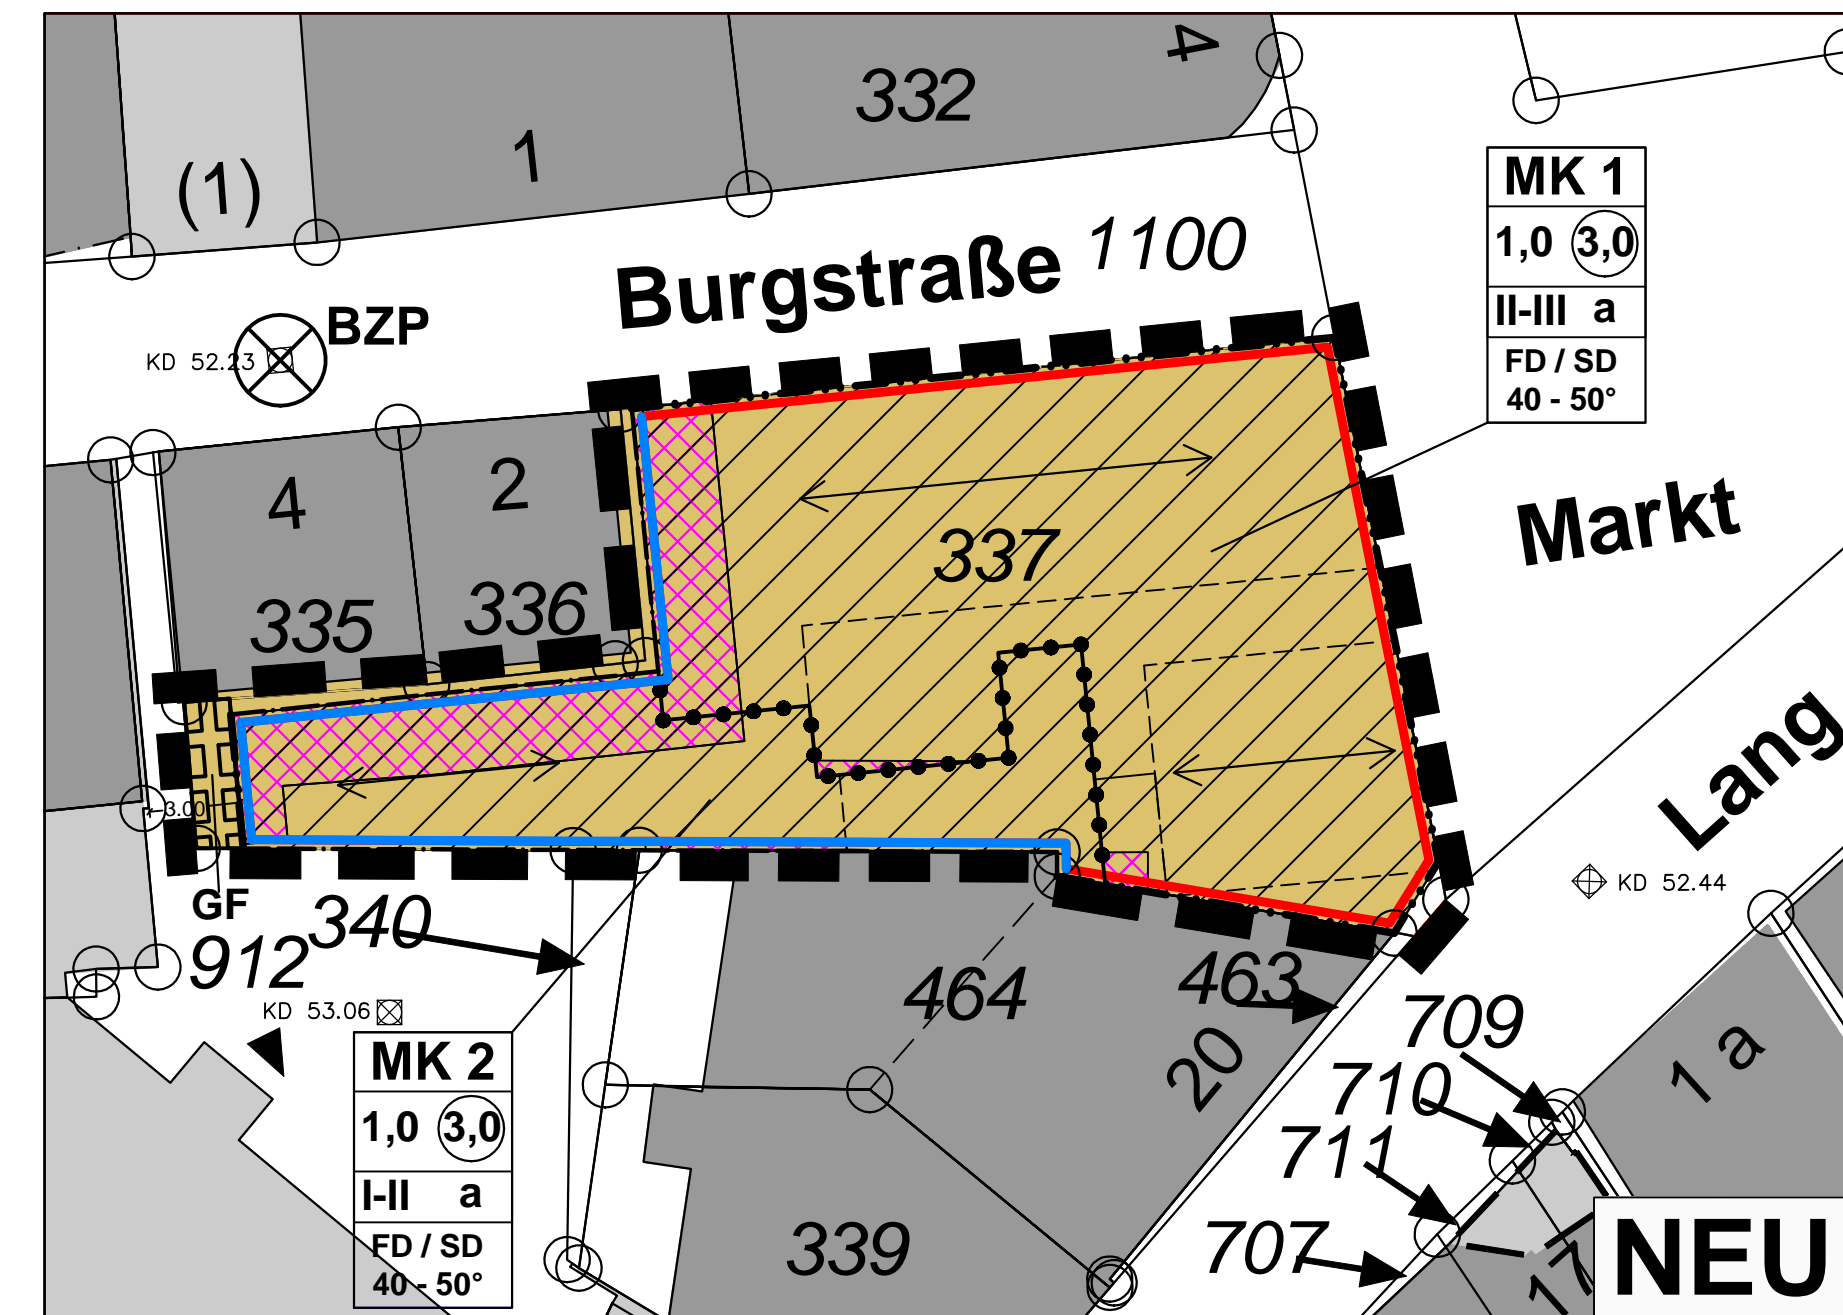 4
332
1
(1)
MK 1
1,0 3,0
II-III a
FD / SD
40 - 50°
Burgstraße 1100
BZP
KD 52.23
4
2
335
336
337
Markt
Lang
3.00
KD 52.44
GF
340
912
KD 53.06
464
463
20
709
710
711
707
1 a
MK 2
1,0 3,0
I-II a
FD / SD
40 - 50°
339
17
NEU